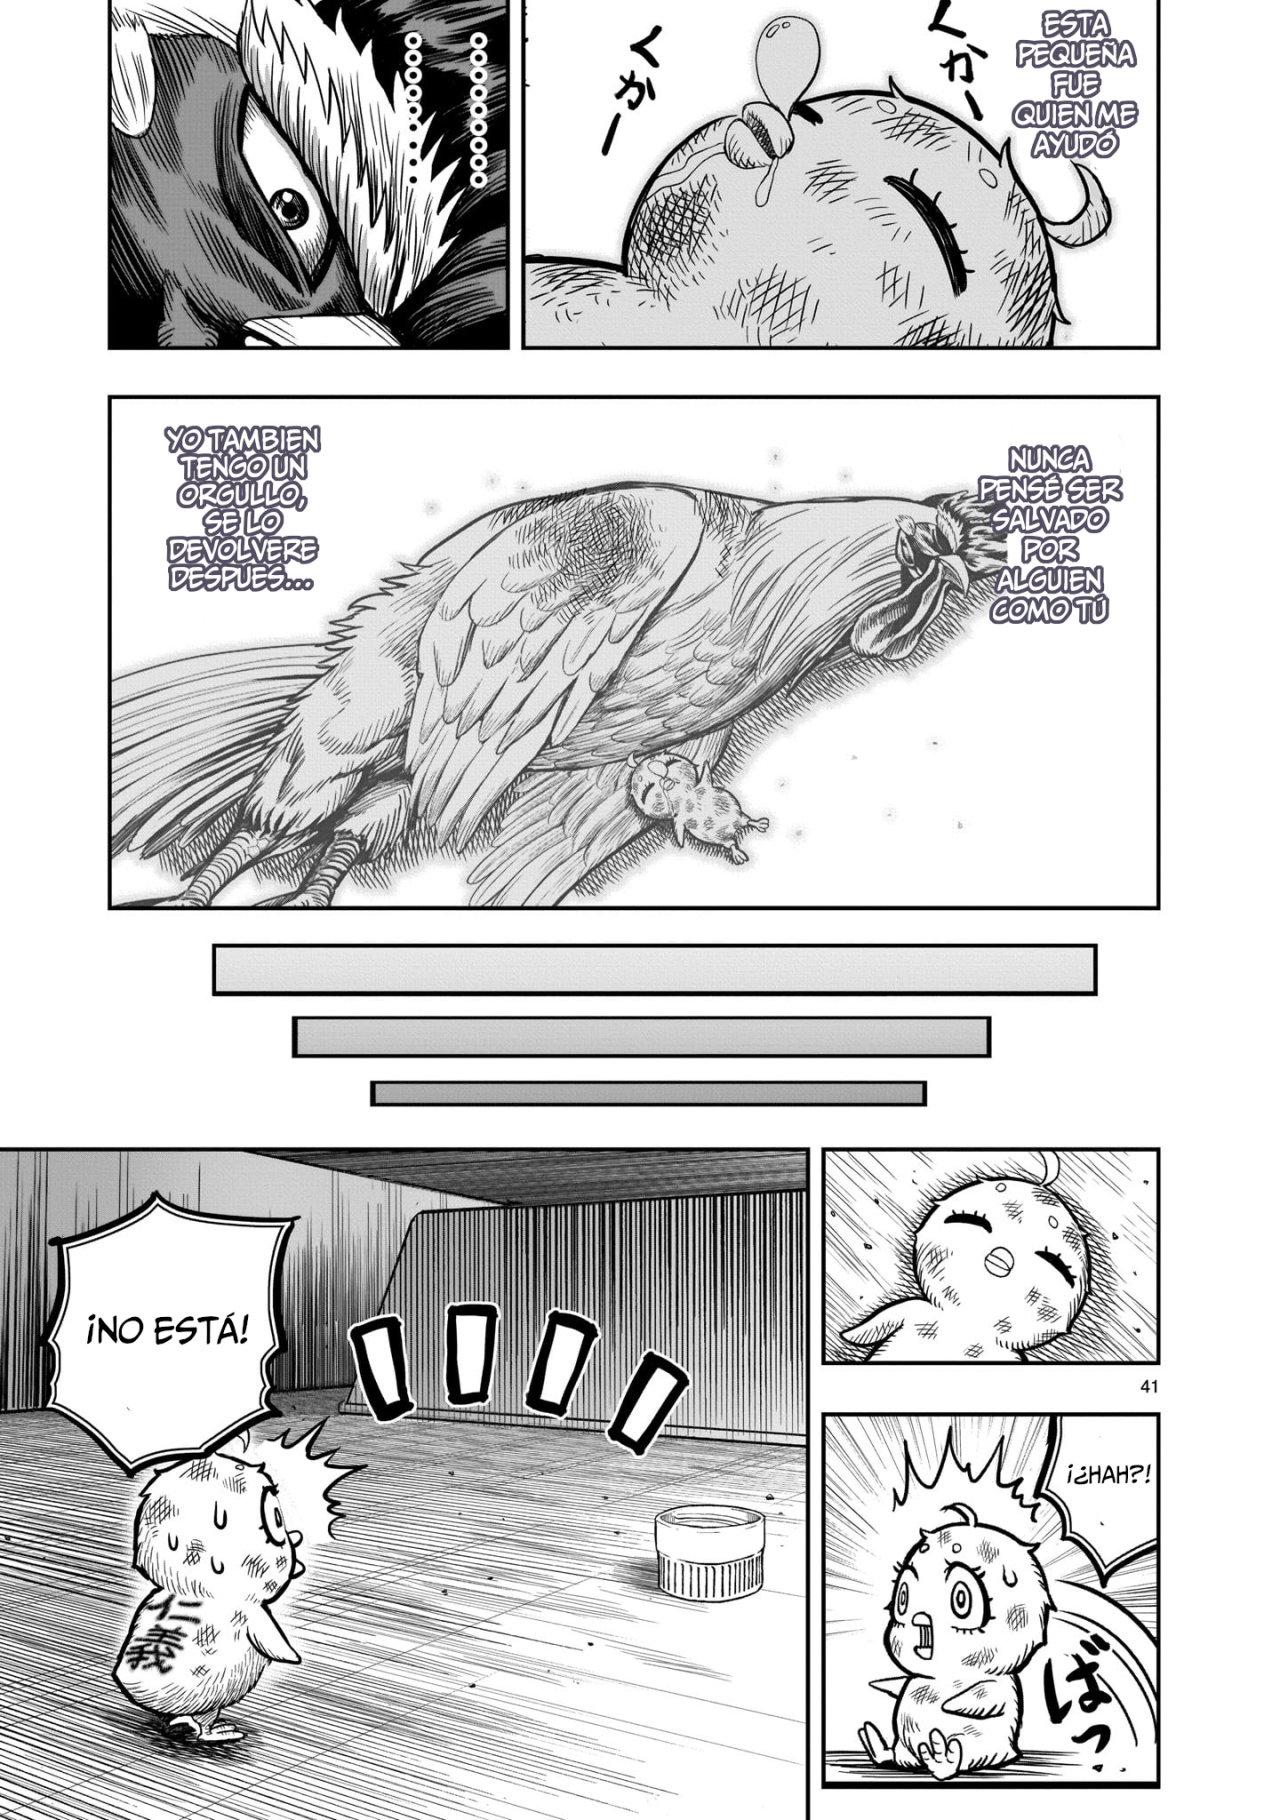 ESTA
PEQUEÑA
FUE
QUIEN ME
AYUDÓ
くかー
くかー
NUNCA
PENSÉ SER
SALVADO
POR
ALGUIEN
COMO TÚ
YO TAMBIEN
TENGO UN
ORGULLO,
SE LO
DEVOLVERE
DESPUES...
41
¡¿HAH?!
ばっ
¡NO ESTÁ!
仁義